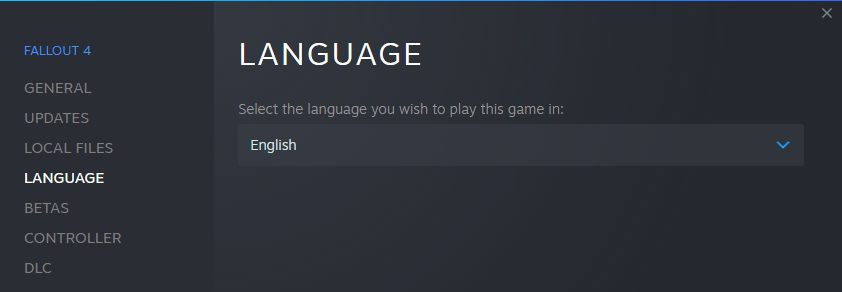 FALLOUT 4
GENERAL
UPDATES
LOCAL FILES
LANGUAGE
BETAS
CONTROLLER
DLC
LANGUAGE
Select the language you wish to play this game in:
English